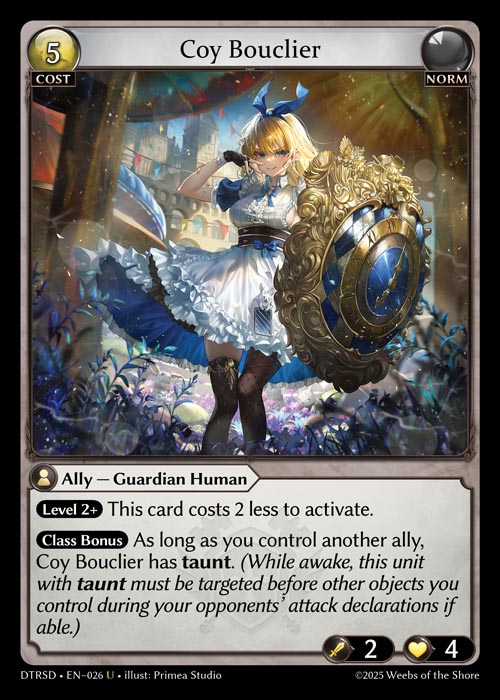 5
Coy Bouclier
COST
NORM
Ally — Guardian Human
Level 2+ This card costs 2 less to activate.
Class Bonus As long as you control another ally,
Coy Bouclier has taunt. (While awake, this unit
with taunt must be targeted before other objects you
control during your opponents' attack declarations if
able.)
2
4
DTRSD • EN–026 U • illust: Primea Studio
©2025 Weebs of the Shore